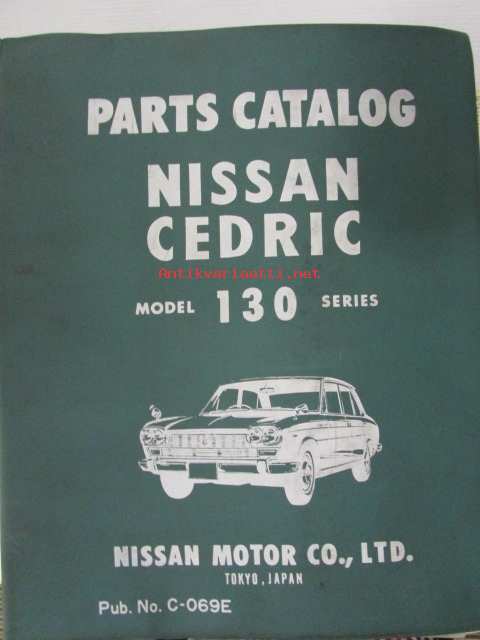 PARTS CATALOG
NISSAN
CEDRIC
Antikvariaatti.net
MODEL 130 SERIES
NISSAN MOTOR CO., LTD.
TOKYO, JAPAN
Pub. No. C-069E